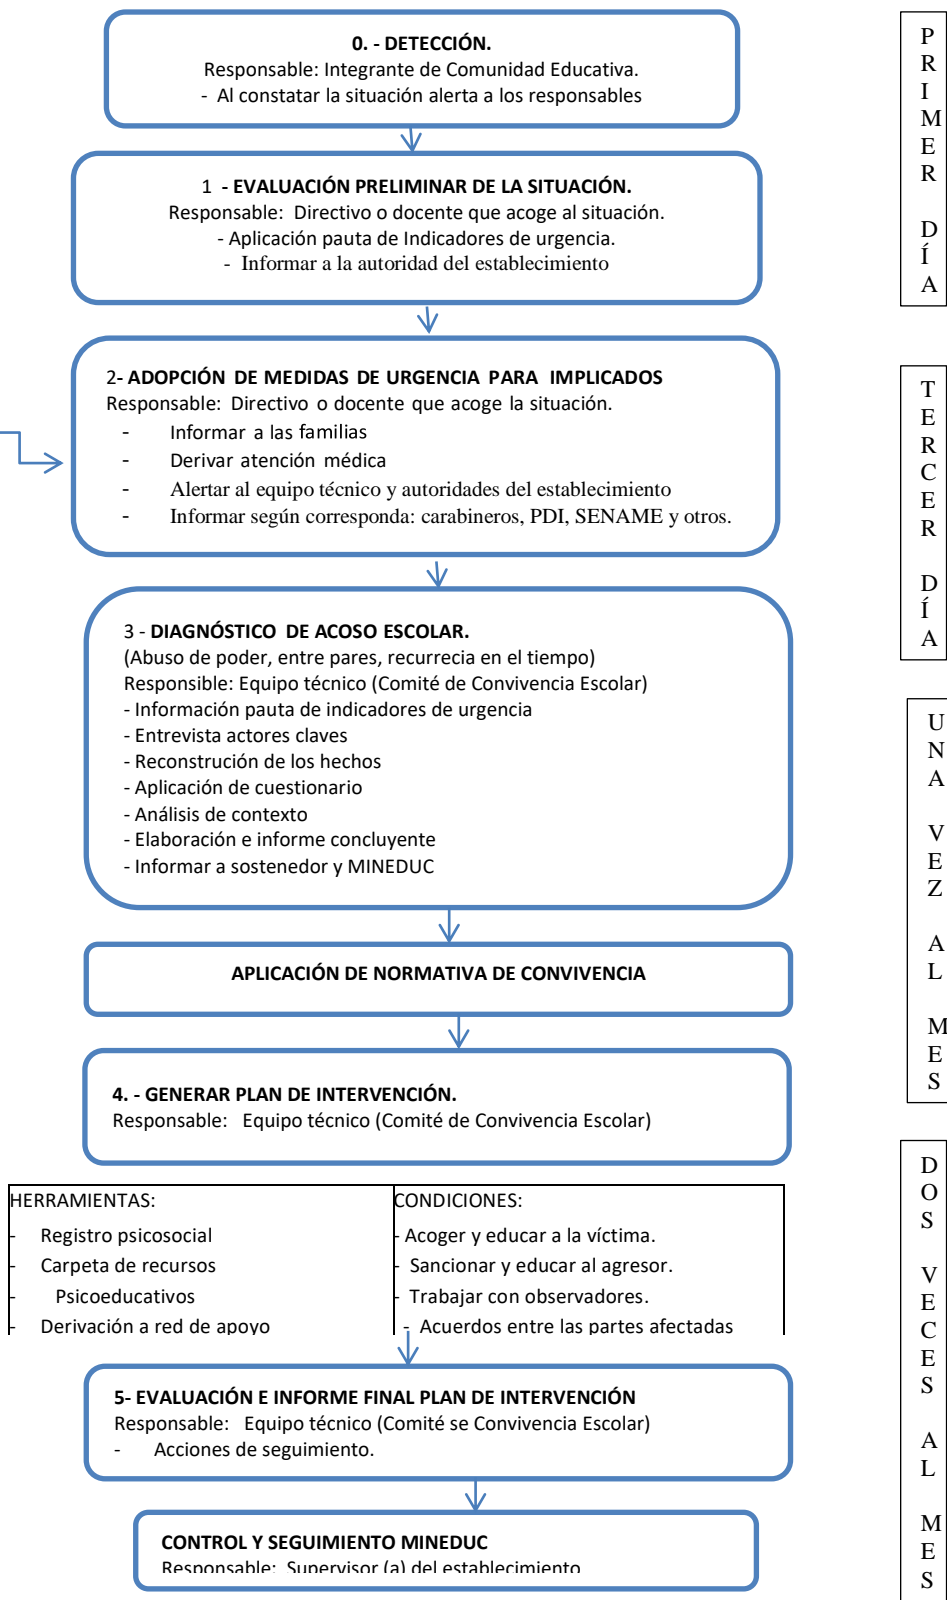 0. - DETECCIÓN.
Responsable: Integrante de Comunidad Educativa.
- Al constatar la situación alerta a los responsables
1 - EVALUACIÓN PRELIMINAR DE LA SITUACIÓN.
Responsable: Directivo o docente que acoge al situación.
- Aplicación pauta de Indicadores de urgencia.
- Informar a la autoridad del establecimiento
PRIMER DÍA
2- ADOPCIÓN DE MEDIDAS DE URGENCIA PARA IMPLICADOS
Responsable: Directivo o docente que acoge la situación.
- Informar a las familias
- Derivar atención médica
- Alertar al equipo técnico y autoridades del establecimiento
- Informar según corresponda: carabineros, PDI, SENAME y otros.
TERCER DÍA
3 - DIAGNÓSTICO DE ACOSO ESCOLAR.
(Abuso de poder, entre pares, recurrecia en el tiempo)
Responsible: Equipo técnico (Comité de Convivencia Escolar)
- Información pauta de indicadores de urgencia
- Entrevista actores claves
- Reconstrución de los hechos
- Aplicación de cuestionario
- Análisis de contexto
- Elaboración e informe concluyente
- Informar a sostenedor y MINEDUC
UNA VEZ AL MES
APLICACIÓN DE NORMATIVA DE CONVIVENCIA
4. - GENERAR PLAN DE INTERVENCIÓN.
Responsable: Equipo técnico (Comité de Convivencia Escolar)
HERRAMIENTAS:
- Registro psicosocial
- Carpeta de recursos
- Psicoeducativos
- Derivación a red de apoyo
CONDICIONES:
- Acoger y educar a la víctima.
- Sancionar y educar al agresor.
- Trabajar con observadores.
- Acuerdos entre las partes afectadas
DOS VECES AL MES
5- EVALUACIÓN E INFORME FINAL PLAN DE INTERVENCIÓN
Responsable: Equipo técnico (Comité se Convivencia Escolar)
- Acciones de seguimiento.
CONTROL Y SEGUIMIENTO MINEDUC
Responsable: Supervisor (a) del establecimiento